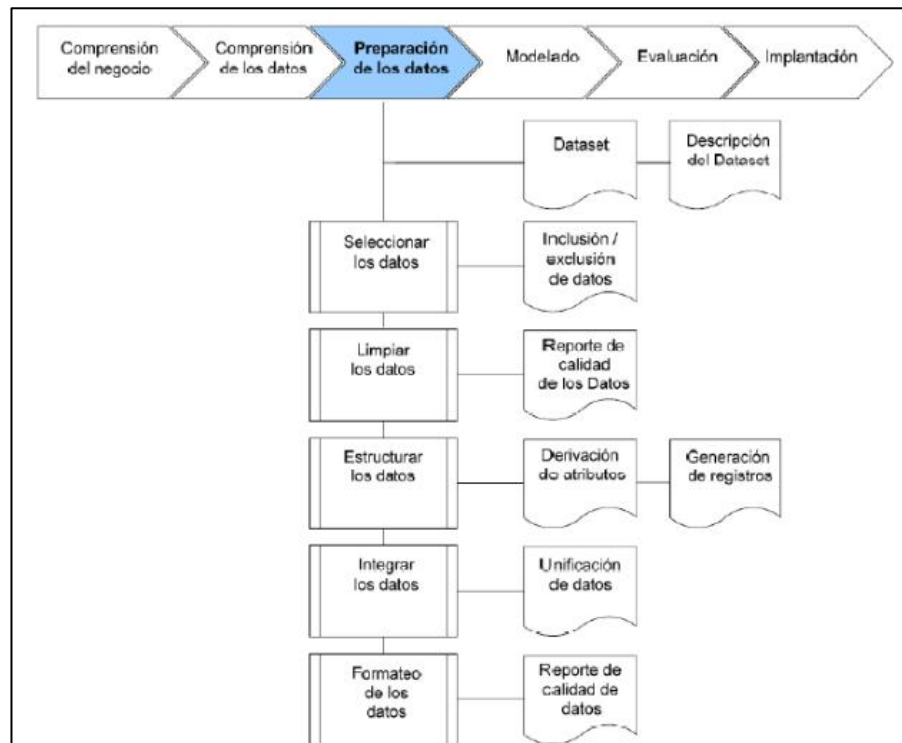 Comprensión
del negocio
Comprensión
de los datos
Preparación
de los datos
Modelado
Evaluación
Implantación
Dataset
Descripción
del Dataset
Seleccionar
los datos
Inclusión /
exclusión
de datos
Limpiar
los datos
Reporte de
calidad
de los Datos
Estructurar
los datos
Derivación
de atributos
Generación
de registros
Integrar
los datos
Unificación
de datos
Formateo
de los
datos
Reporte de
calidad de
datos